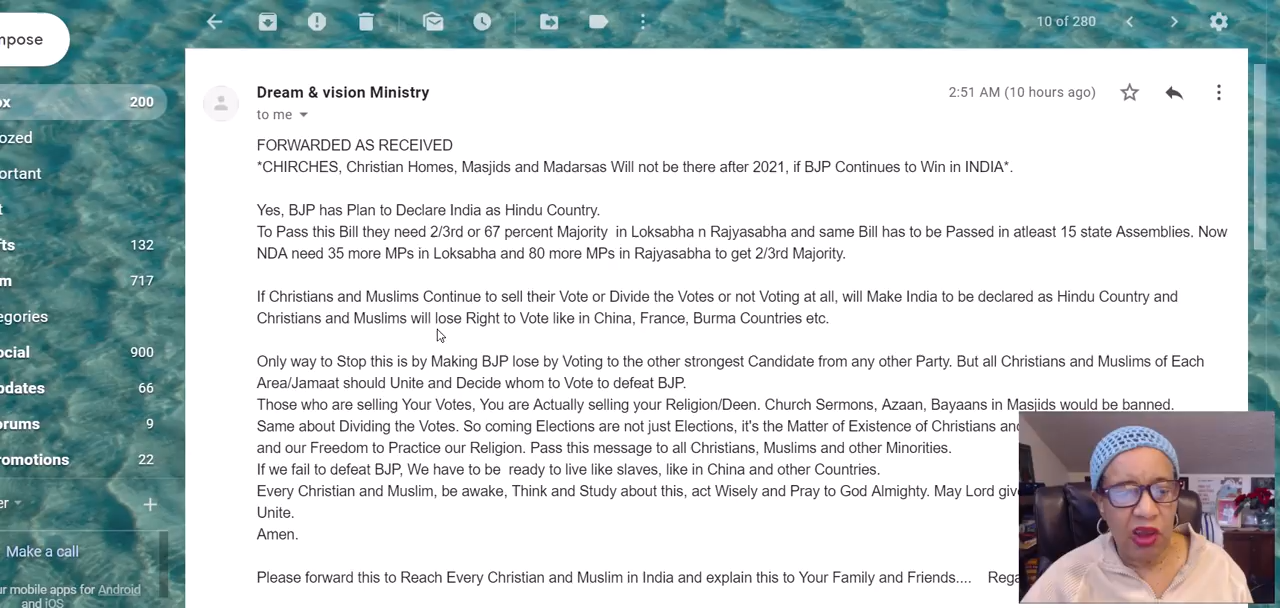 10 of 280
mpose
Dream & vision Ministry
2:51 AM (10 hours ago)
to me
ox 200
ozed
ortant
t
fts 132
m 717
egories
ocial 900
pdates 66
orums 9
romotions 22
er
Make a call
ur mobile apps for Android
and iOS
FORWARDED AS RECEIVED
*CHIRCHES, Christian Homes, Masjids and Madarsas Will not be there after 2021, if BJP Continues to Win in INDIA*.
Yes, BJP has Plan to Declare India as Hindu Country.
To Pass this Bill they need 2/3rd or 67 percent Majority in Loksabha n Rajyasabha and same Bill has to be Passed in atleast 15 state Assemblies. Now
NDA need 35 more MPs in Loksabha and 80 more MPs in Rajyasabha to get 2/3rd Majority.
If Christians and Muslims Continue to sell their Vote or Divide the Votes or not Voting at all, will Make India to be declared as Hindu Country and
Christians and Muslims will lose Right to Vote like in China, France, Burma Countries etc.
Only way to Stop this is by Making BJP lose by Voting to the other strongest Candidate from any other Party. But all Christians and Muslims of Each
Area/Jamaat should Unite and Decide whom to Vote to defeat BJP.
Those who are selling Your Votes, You are Actually selling your Religion/Deen. Church Sermons, Azaan, Bayaans in Masjids would be banned.
Same about Dividing the Votes. So coming Elections are not just Elections, it's the Matter of Existence of Christians and
and our Freedom to Practice our Religion. Pass this message to all Christians, Muslims and other Minorities.
If we fail to defeat BJP, We have to be ready to live like slaves, like in China and other Countries.
Every Christian and Muslim, be awake, Think and Study about this, act Wisely and Pray to God Almighty. May Lord giv
Unite.
Amen.
Please forward this to Reach Every Christian and Muslim in India and explain this to Your Family and Friends.... Rega